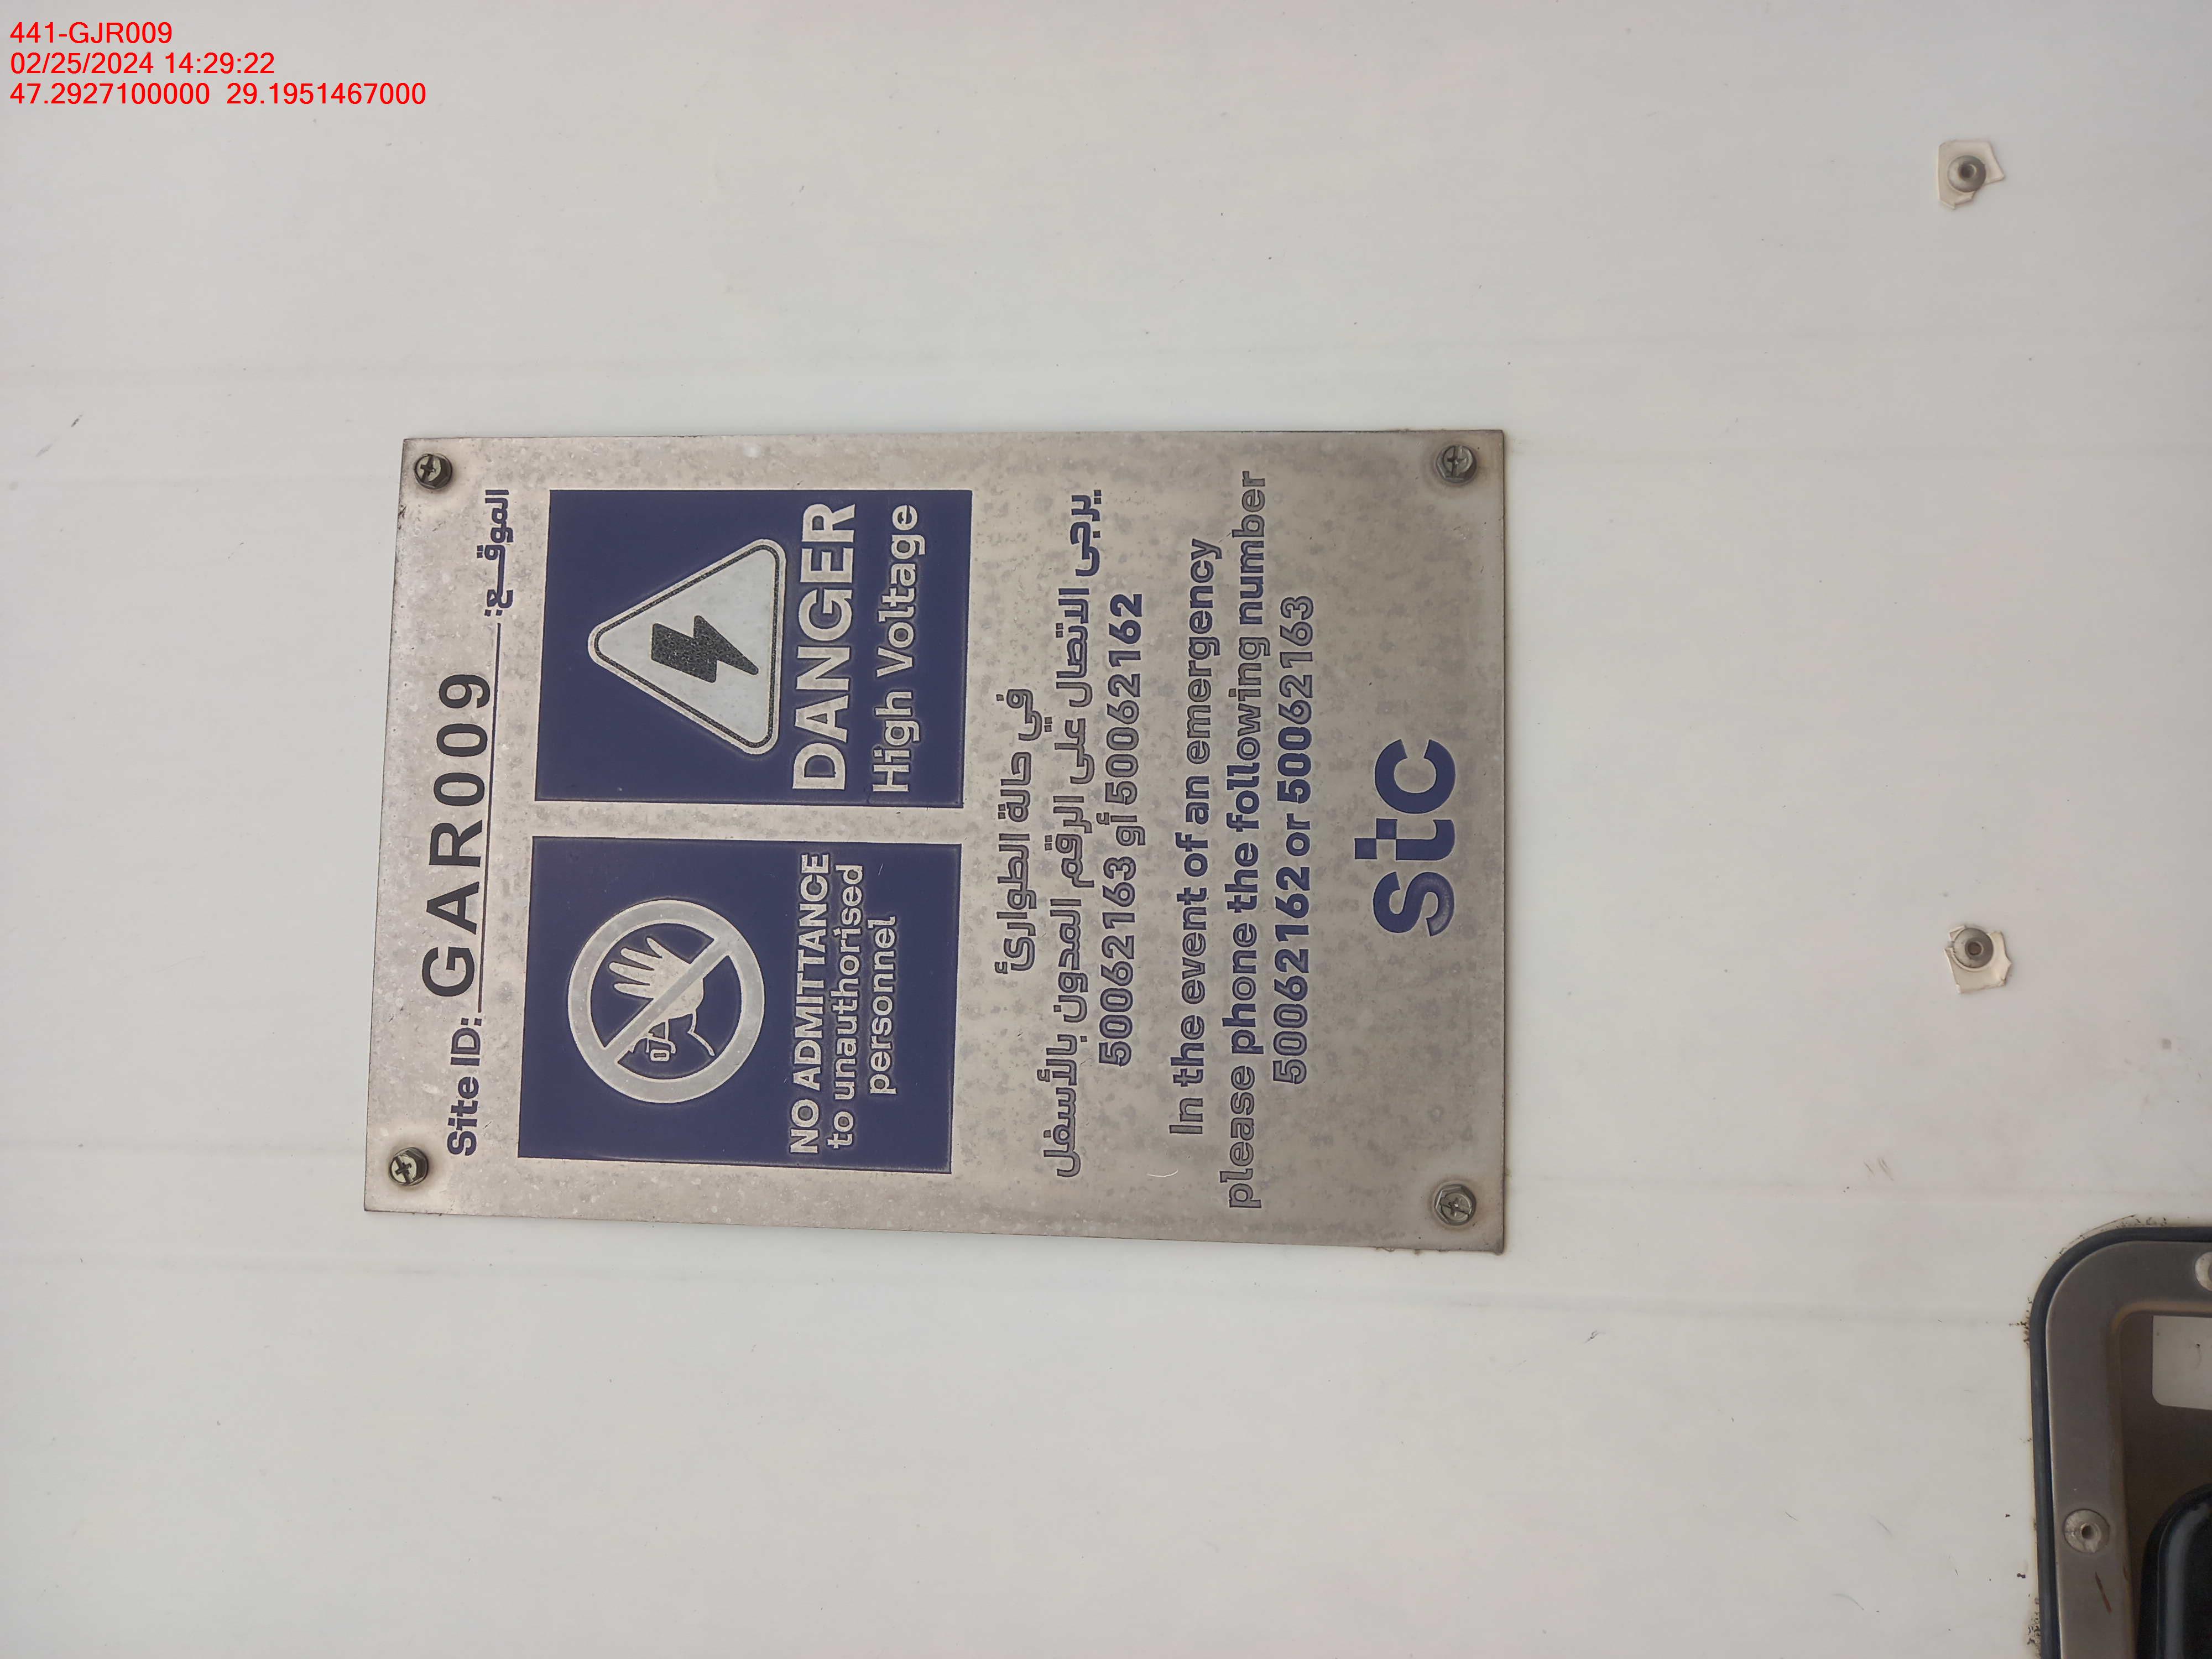 441-GJR009
02/25/2024 14:29:22
47.2927100000 29.1951467000
Site ID: GAR009 الموقـــع:
NO ADMITTANCE
to unauthorised
personnel
DANGER
High Voltage
في حالة الطوارئ
يرجى الاتصال على الرقم المدون بالأسفل
50062163 أو 50062162
In the event of an emergency
please phone the following number
50062162 or 50062163
stc